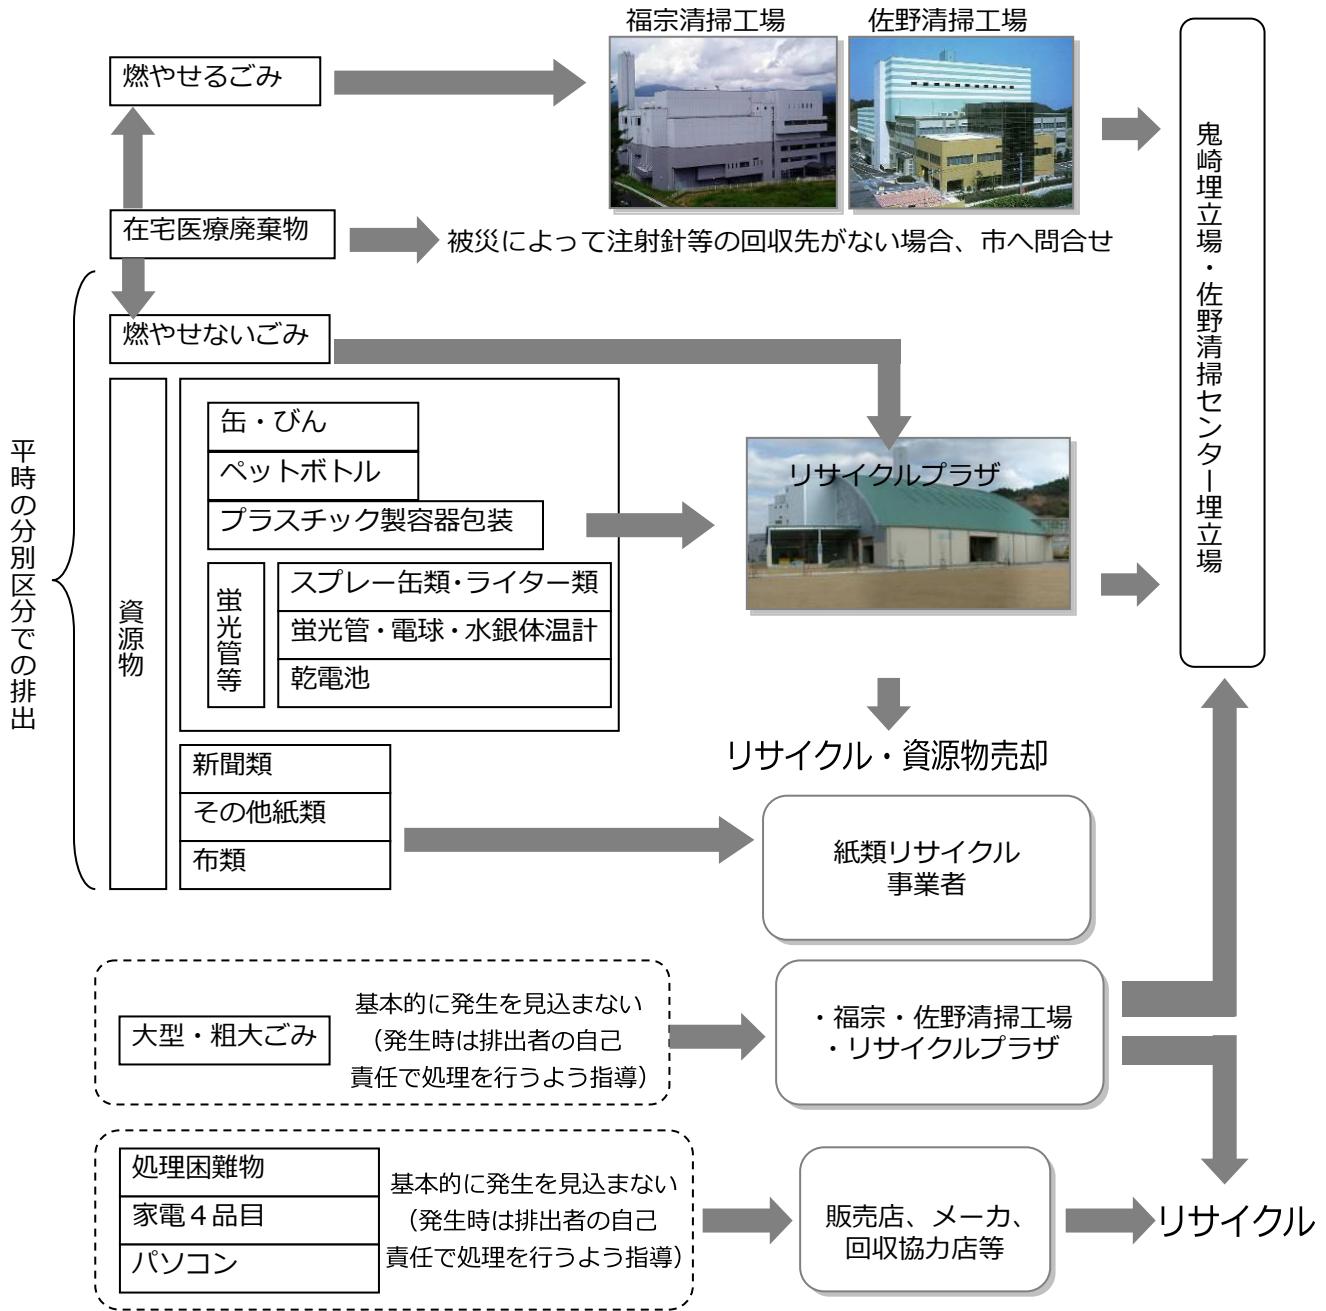 福宗清掃工場
佐野清掃工場
燃やせるごみ
在宅医療廃棄物
被災によって注射針等の回収先がない場合、市へ問合せ
燃やせないごみ
鬼崎埋立場・佐野清掃センター埋立場
平時の分別区分での排出
資源物
缶・びん
ペットボトル
プラスチック製容器包装
蛍光管等
スプレー缶類・ライター類
蛍光管・電球・水銀体温計
乾電池
リサイクルプラザ
リサイクル・資源物売却
新聞類
その他紙類
布類
紙類リサイクル
事業者
大型・粗大ごみ
基本的に発生を見込まない
（発生時は排出者の自己
責任で処理を行うよう指導）
・福宗・佐野清掃工場
・リサイクルプラザ
処理困難物
家電４品目
パソコン
基本的に発生を見込まない
（発生時は排出者の自己
責任で処理を行うよう指導）
販売店、メーカ、
回収協力店等
リサイクル